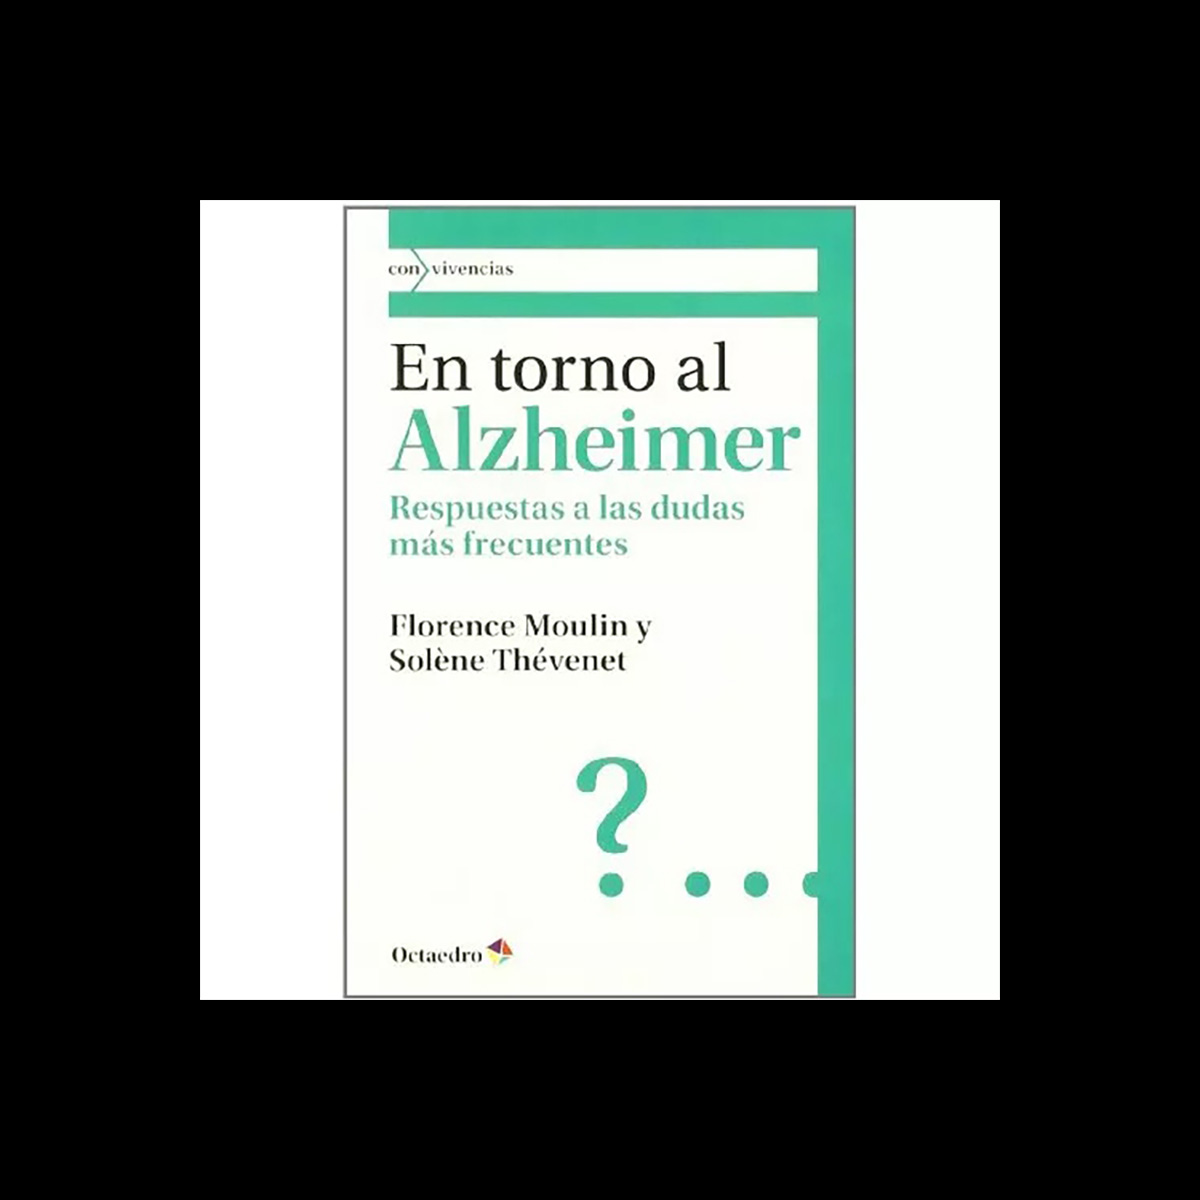 con vivencias
En torno al
Alzheimer
Respuestas a las dudas
más frecuentes
Florence Moulin y
Solène Thévenet
?...
Octaedro